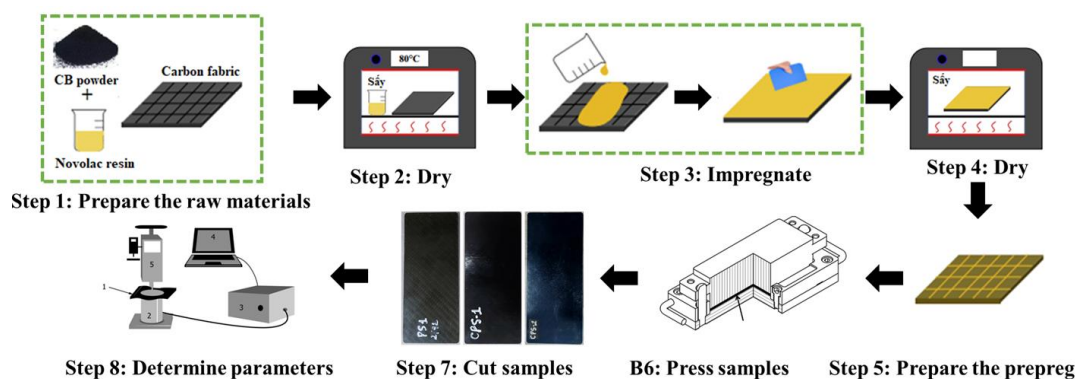 CB powder
+
Novolac resin
Carbon fabric
Step 1: Prepare the raw materials
80°C
Sấy
Step 2: Dry
Step 3: Impregnate
Sấy
Step 4: Dry
Step 5: Prepare the prepreg
B6: Press samples
PS-1
CPS-1
CPS-2
Step 7: Cut samples
1
2
3
4
5
Step 8: Determine parameters